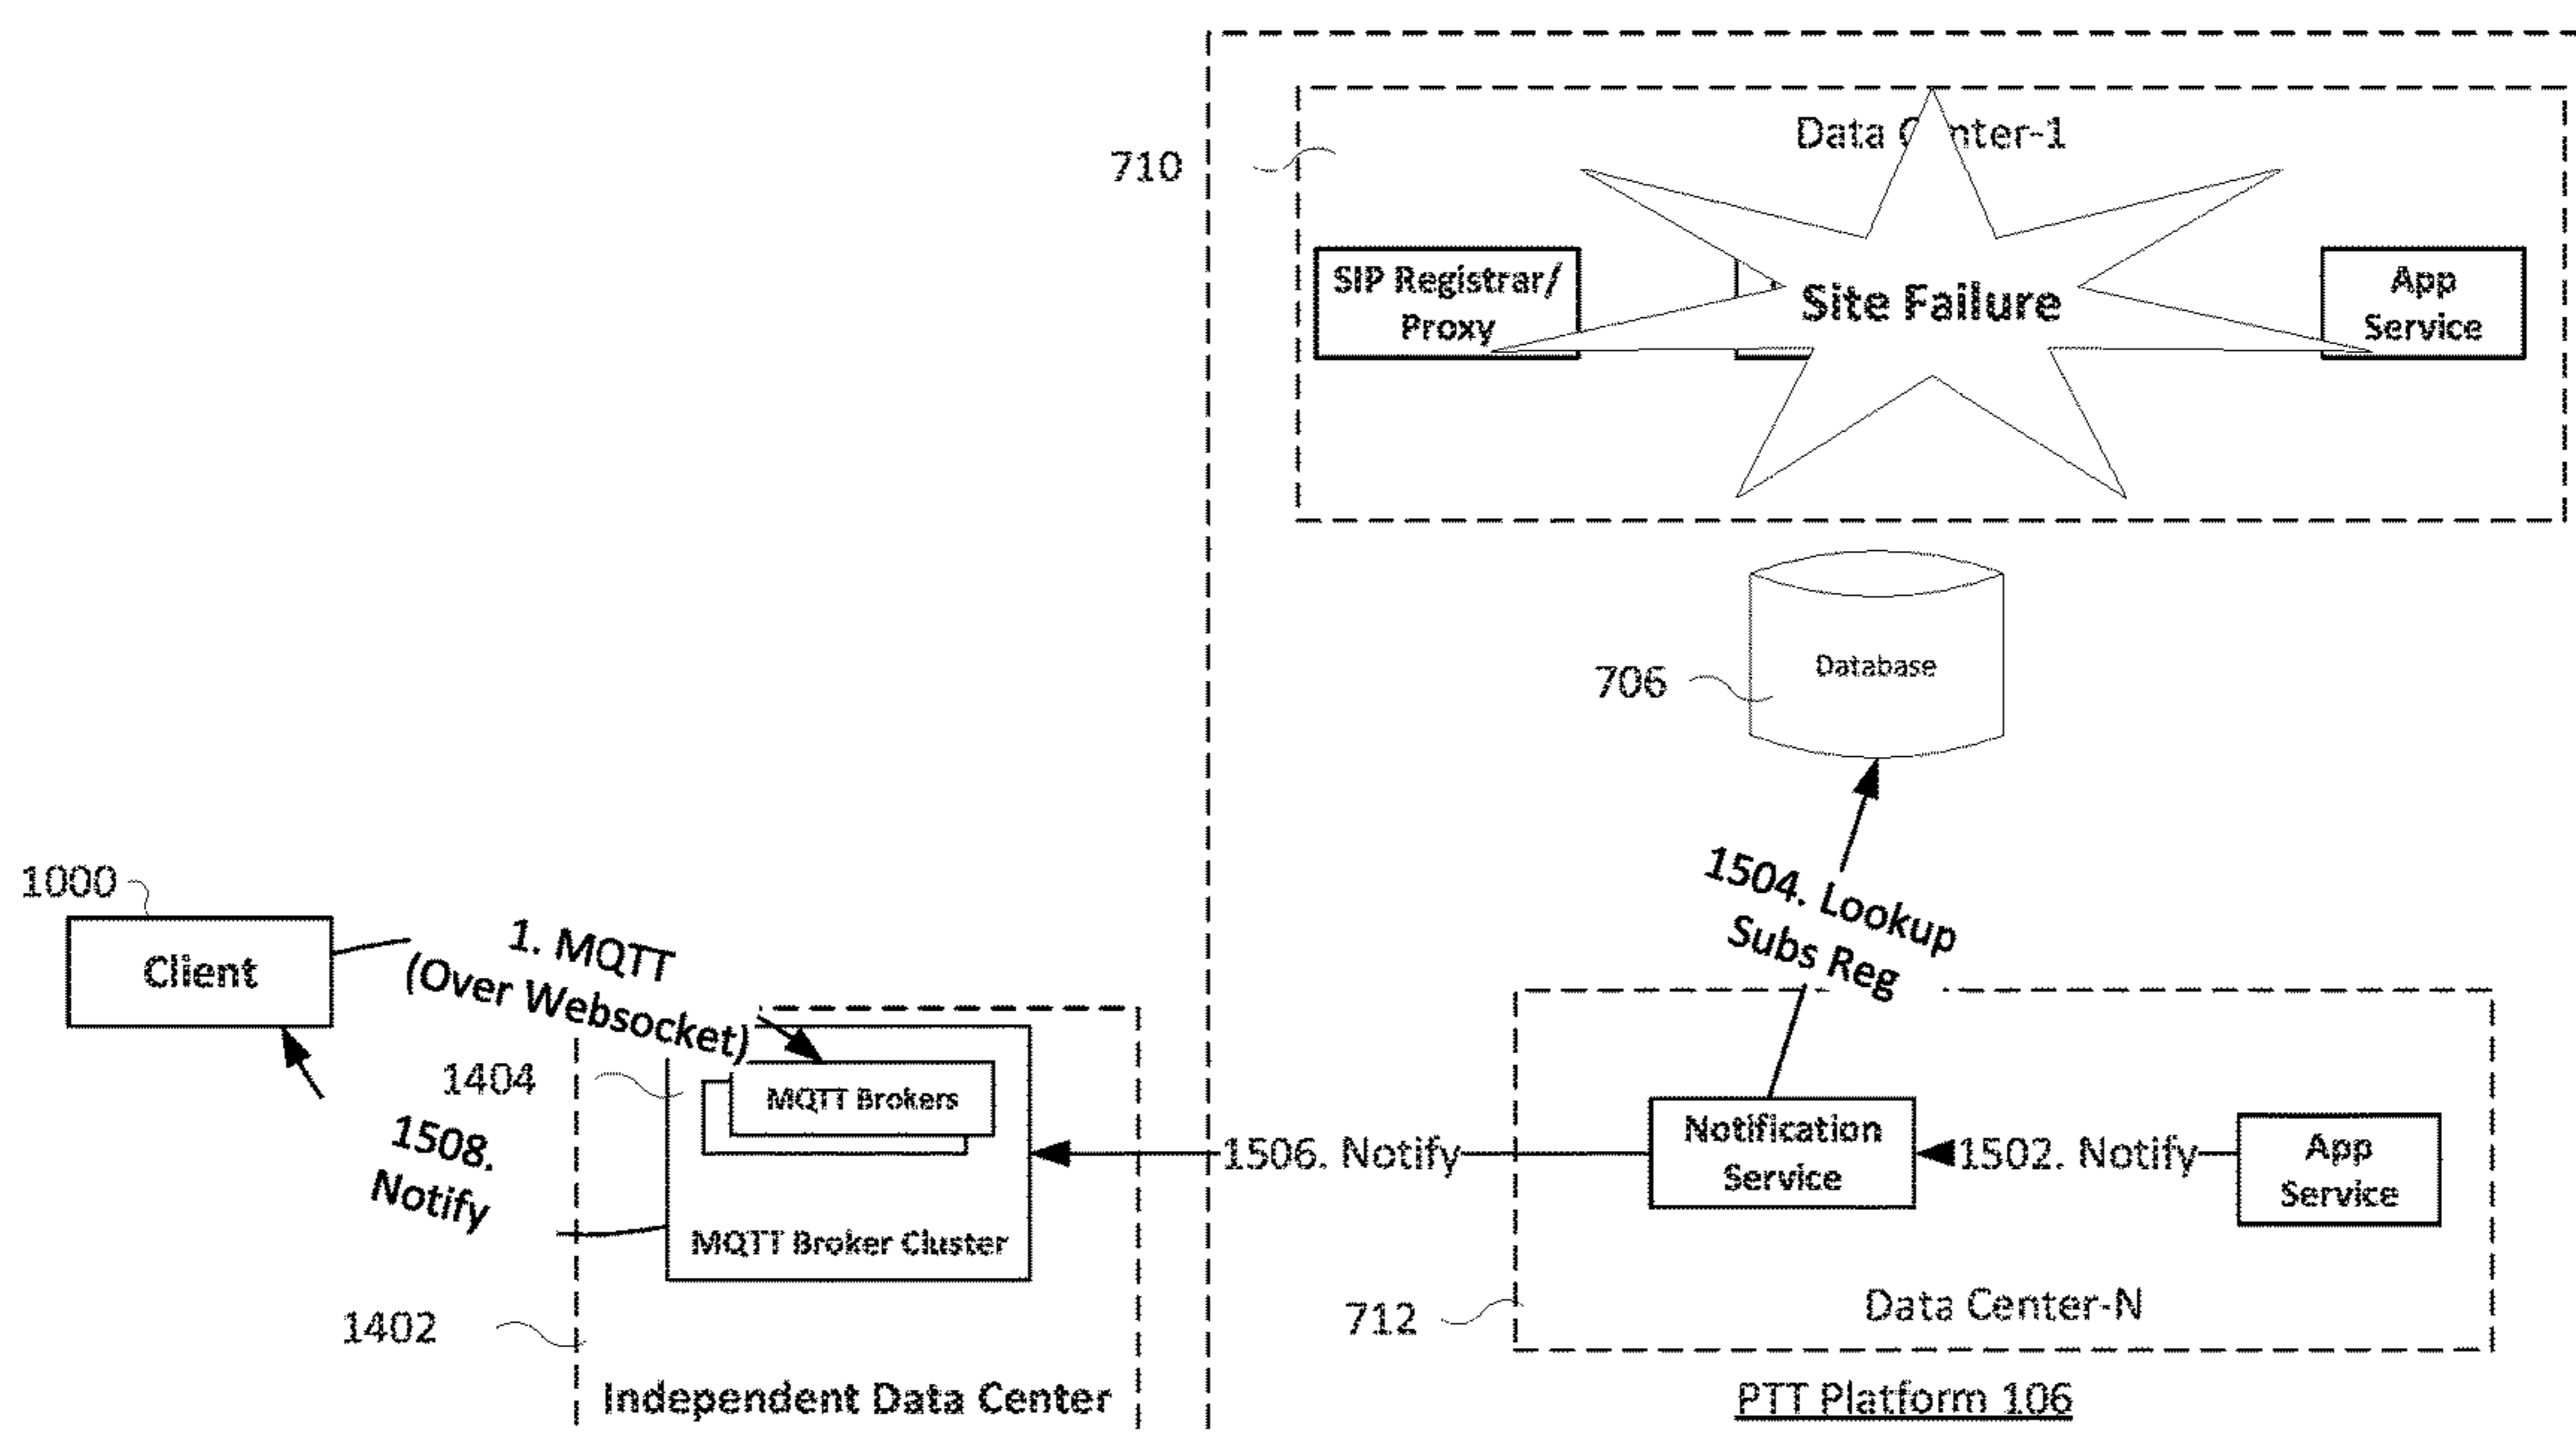 Data Center-1
710
SIP Registrar/
Proxy
Site Failure
App
Service
Database
706
1504. Lookup
Subs Reg
1000
Client
1. MQTT
(Over Websocket)
1404
MQTT Brokers
1508.
Notify
MQTT Broker Cluster
1506. Notify
Notification
Service
1502. Notify
App
Service
1402
712
Data Center-N
Independent Data Center
PTT Platform 106